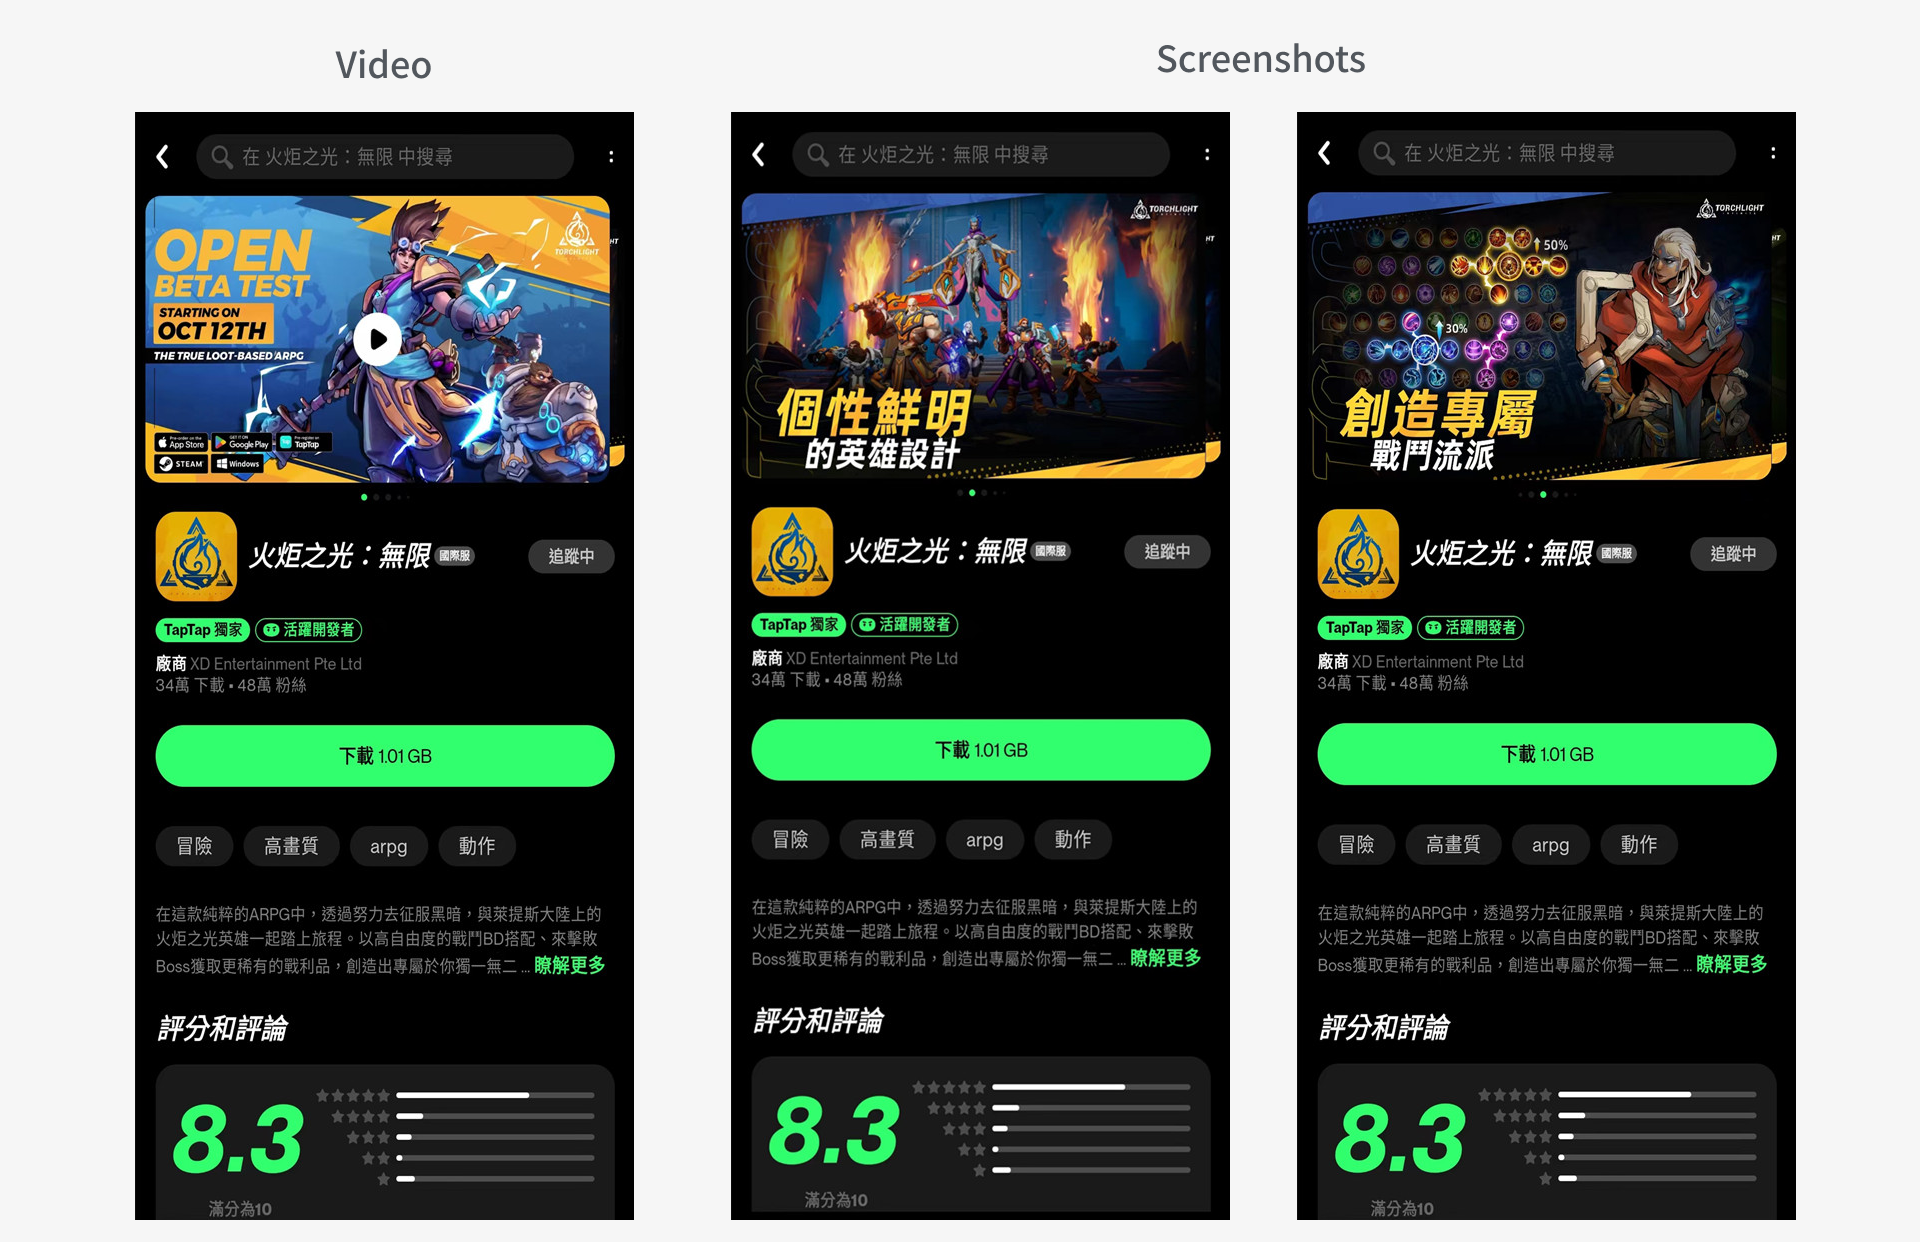 Video
Screenshots
在 火炬之光：無限 中搜尋
OPEN
BETA TEST
STARTING ON
OCT 12TH
THE TRUE LOOT-BASED ARPG
TORCHLIGHT
Pre-order on the
App Store
GET IT ON
Google Play
Pre-register on
TapTap
STEAM
Windows
HT
火炬之光：無限 國際服
追蹤中
TapTap 獨家 活躍開發者
廠商 XD Entertainment Pte Ltd
34萬 下載 • 48萬 粉絲
下載 1.01 GB
冒險 高畫質 arpg 動作
在這款純粹的ARPG中，透過努力去征服黑暗，與萊提斯大陸上的
火炬之光英雄一起踏上旅程。以高自由度的戰鬥BD搭配、來擊敗
Boss獲取更稀有的戰利品，創造出專屬於你獨一無二 ... 瞭解更多
評分和評論
8.3
滿分為10
在 火炬之光：無限 中搜尋
TORCHLIGHT
HT
個性鮮明
的英雄設計
火炬之光：無限 國際服
追蹤中
TapTap 獨家 活躍開發者
廠商 XD Entertainment Pte Ltd
34萬 下載 • 48萬 粉絲
下載 1.01 GB
冒險 高畫質 arpg 動作
在這款純粹的ARPG中，透過努力去征服黑暗，與萊提斯大陸上的
火炬之光英雄一起踏上旅程。以高自由度的戰鬥BD搭配、來擊敗
Boss獲取更稀有的戰利品，創造出專屬於你獨一無二 ... 瞭解更多
評分和評論
8.3
滿分為10
在 火炬之光：無限 中搜尋
TORCHLIGHT
HT
50%
30%
創造專屬
戰鬥流派
火炬之光：無限 國際服
追蹤中
TapTap 獨家 活躍開發者
廠商 XD Entertainment Pte Ltd
34萬 下載 • 48萬 粉絲
下載 1.01 GB
冒險 高畫質 arpg 動作
在這款純粹的ARPG中，透過努力去征服黑暗，與萊提斯大陸上的
火炬之光英雄一起踏上旅程。以高自由度的戰鬥BD搭配、來擊敗
Boss獲取更稀有的戰利品，創造出專屬於你獨一無二 ... 瞭解更多
評分和評論
8.3
滿分為10